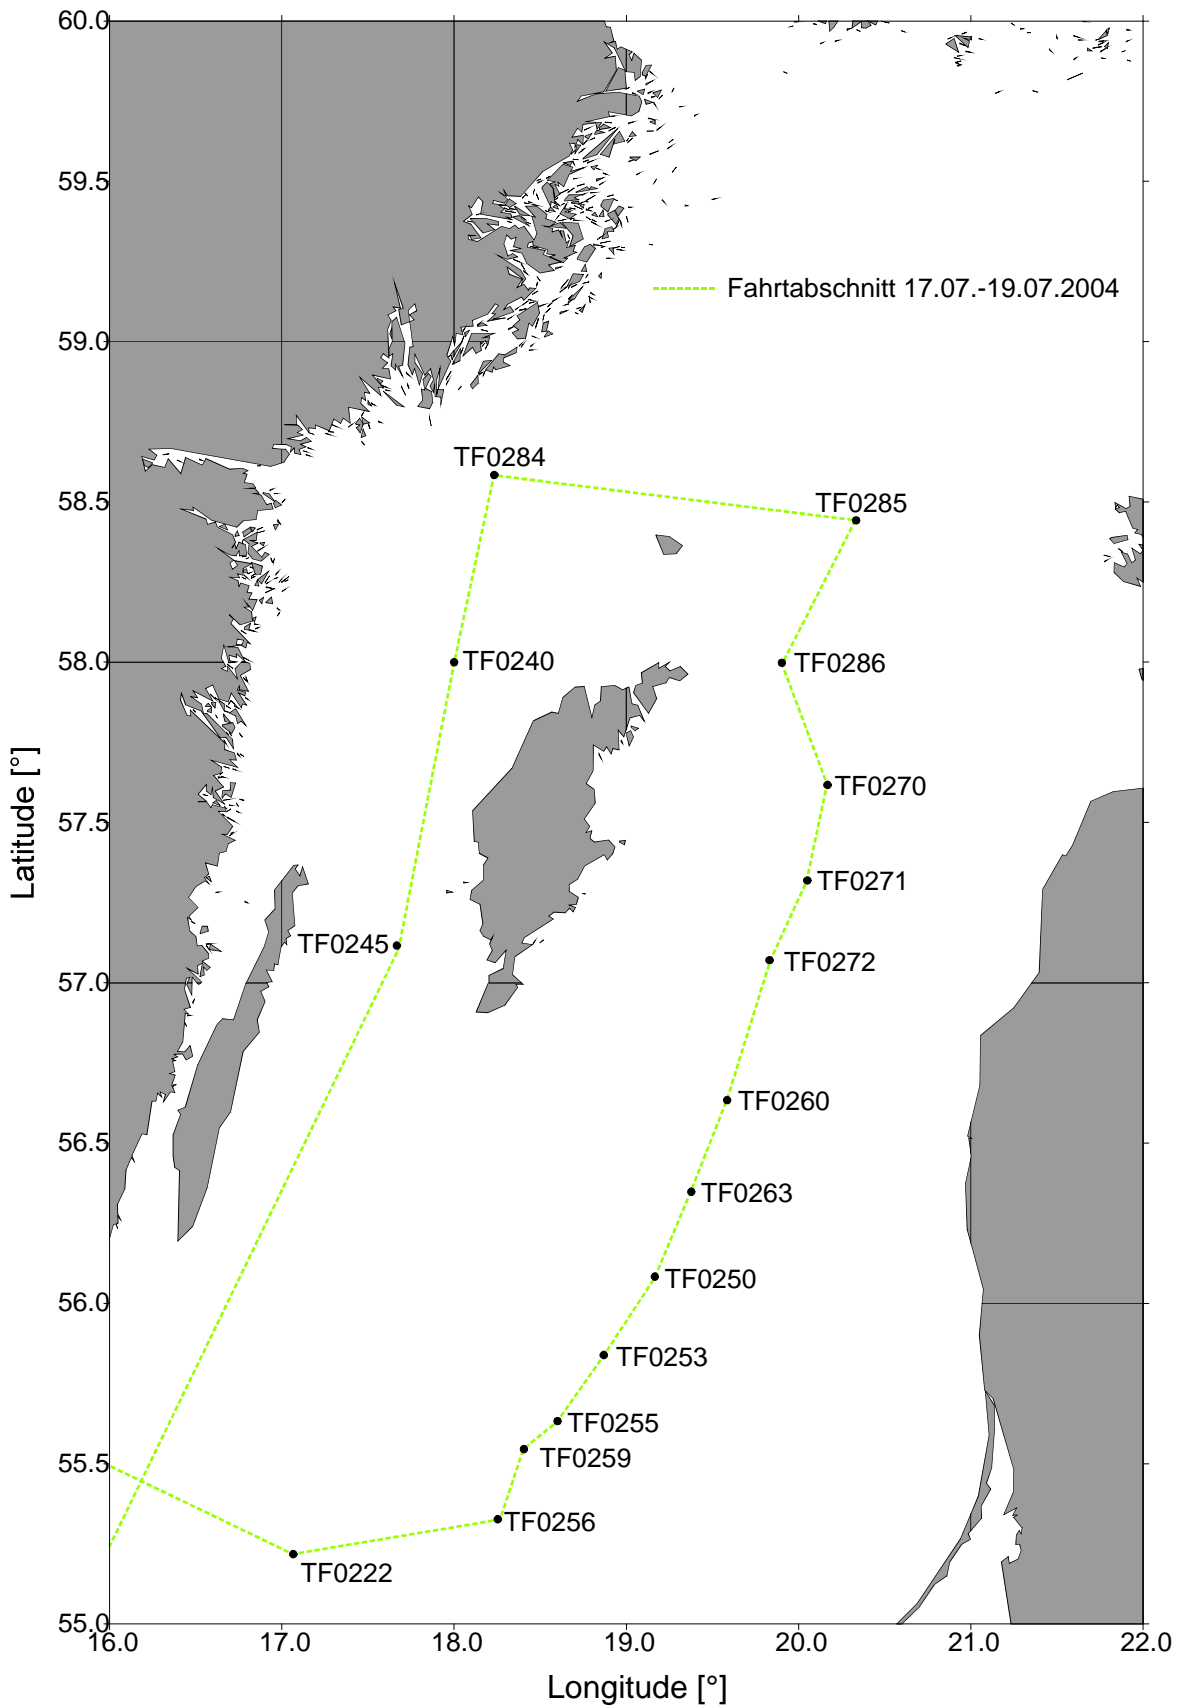 60.0
59.5
Fahrtabschnitt 17.07.-19.07.2004
59.0
TF0284
58.5
TF0285
58.0
TF0240
TF0286
TF0270
57.5
TF0271
TF0245
TF0272
57.0
TF0260
56.5
TF0263
TF0250
56.0
TF0253
TF0255
TF0259
55.5
TF0256
TF0222
55.0
16.0 17.0 18.0 19.0 20.0 21.0 22.0
Longitude [°]
Latitude [°]